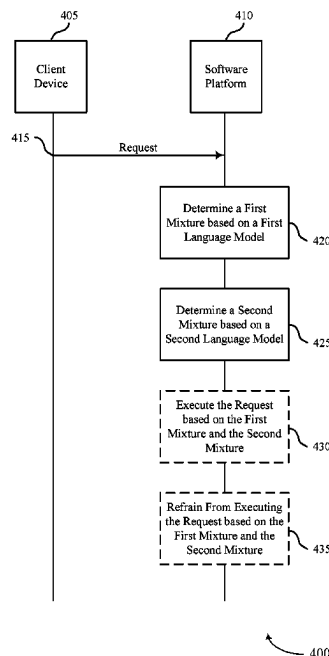 405
410
Client
Device
Software
Platform
415
Request
Determine a First
Mixture based on a First
Language Model
420
Determine a Second
Mixture based on a
Second Language Model
425
Execute the Request
based on the First
Mixture and the Second
Mixture
430
Refrain From Executing
the Request based on the
First Mixture and the
Second Mixture
435
400